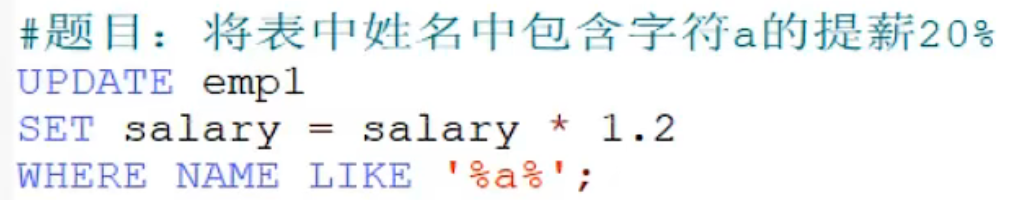 #题目：将表中姓名中包含字符a的提薪20%
UPDATE emp1
SET salary = salary * 1.2
WHERE NAME LIKE '%a%';